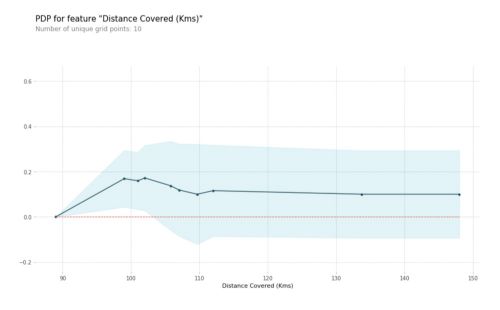 PDP for feature "Distance Covered (Kms)"
Number of unique grid points: 10
0.6
0.4
0.2
0.0
−0.2
90 100 110 120 130 140 150
Distance Covered (Kms)